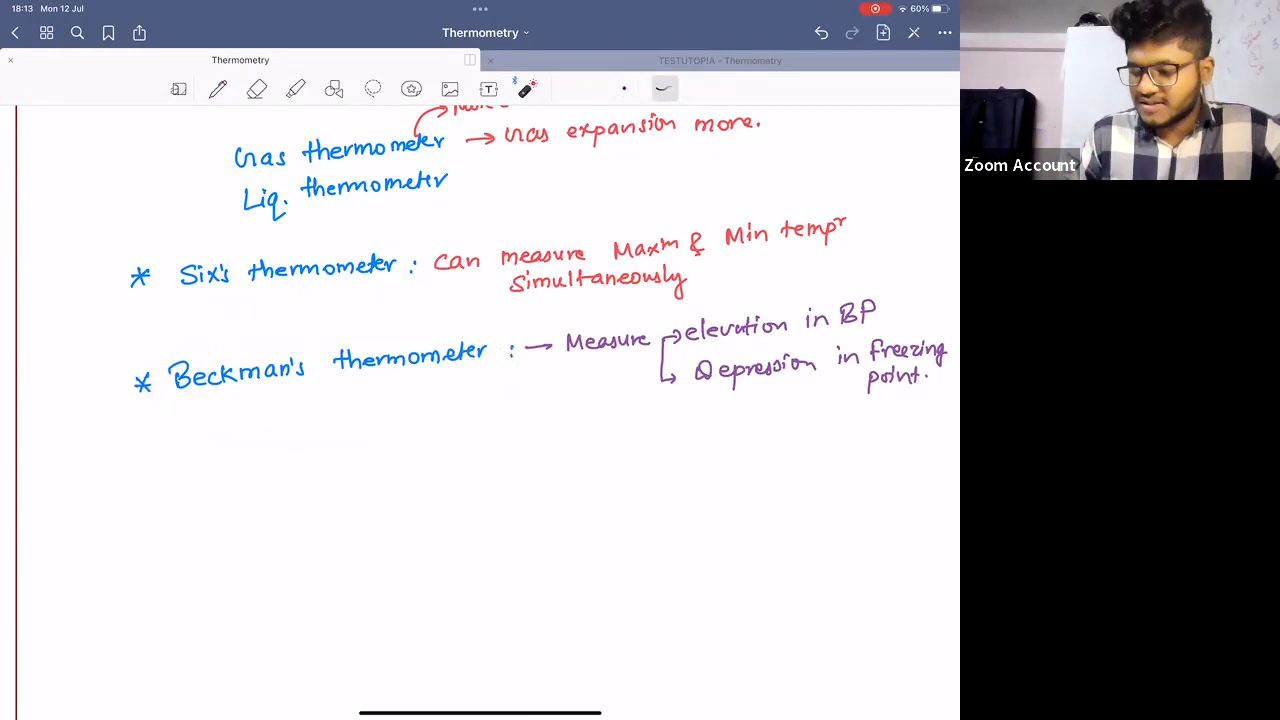 18:13 Mon 12 Jul
60%
Thermometry
Thermometry
TESTUTOPIA - Thermometry
Gas thermometer → Gas expansion more.
Liq. thermometer
* Six's thermometer : can measure Maxm & Min tempr
Simultaneously
* Beckman's thermometer : → Measure → elevation in BP
→ Depression in freezing
point.
Zoom Account